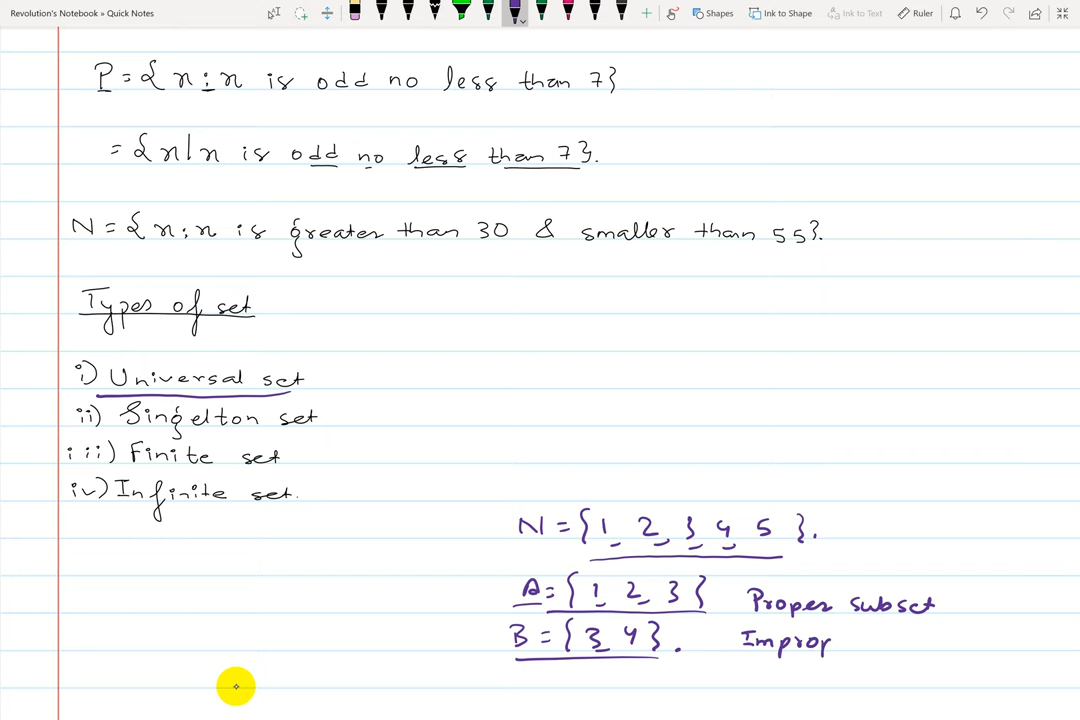 Revolution's Notebook » Quick Notes
Shapes
Ink to Shape
Ink to Text
Ruler
P = { x : x is odd no less than 7}
= { x | x is odd no less than 7}.
N = { x : x is greater than 30 & smaller than 55}.
Types of set
i) Universal set
ii) Singelton set
iii) Finite set
iv) Infinite set.
N = {1, 2, 3, 4, 5 }.
A = {1, 2, 3} Proper subset
B = {3, 4}. Improp